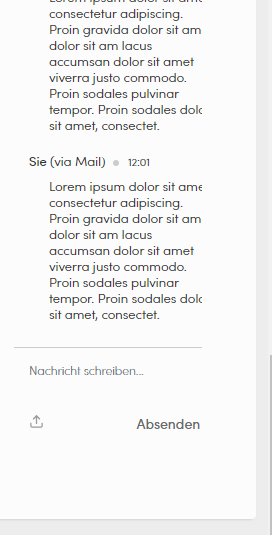 consectetur adipiscing.
Proin gravida dolor sit am
dolor sit am lacus
accumsan dolor sit amet
viverra justo commodo.
Proin sodales pulvinar
tempor. Proin sodales dolo
sit amet, consectet.
Sie (via Mail) 12:01
Lorem ipsum dolor sit ame
consectetur adipiscing.
Proin gravida dolor sit am
dolor sit am lacus
accumsan dolor sit amet
viverra justo commodo.
Proin sodales pulvinar
tempor. Proin sodales dolo
sit amet, consectet.
Nachricht schreiben...
Absenden